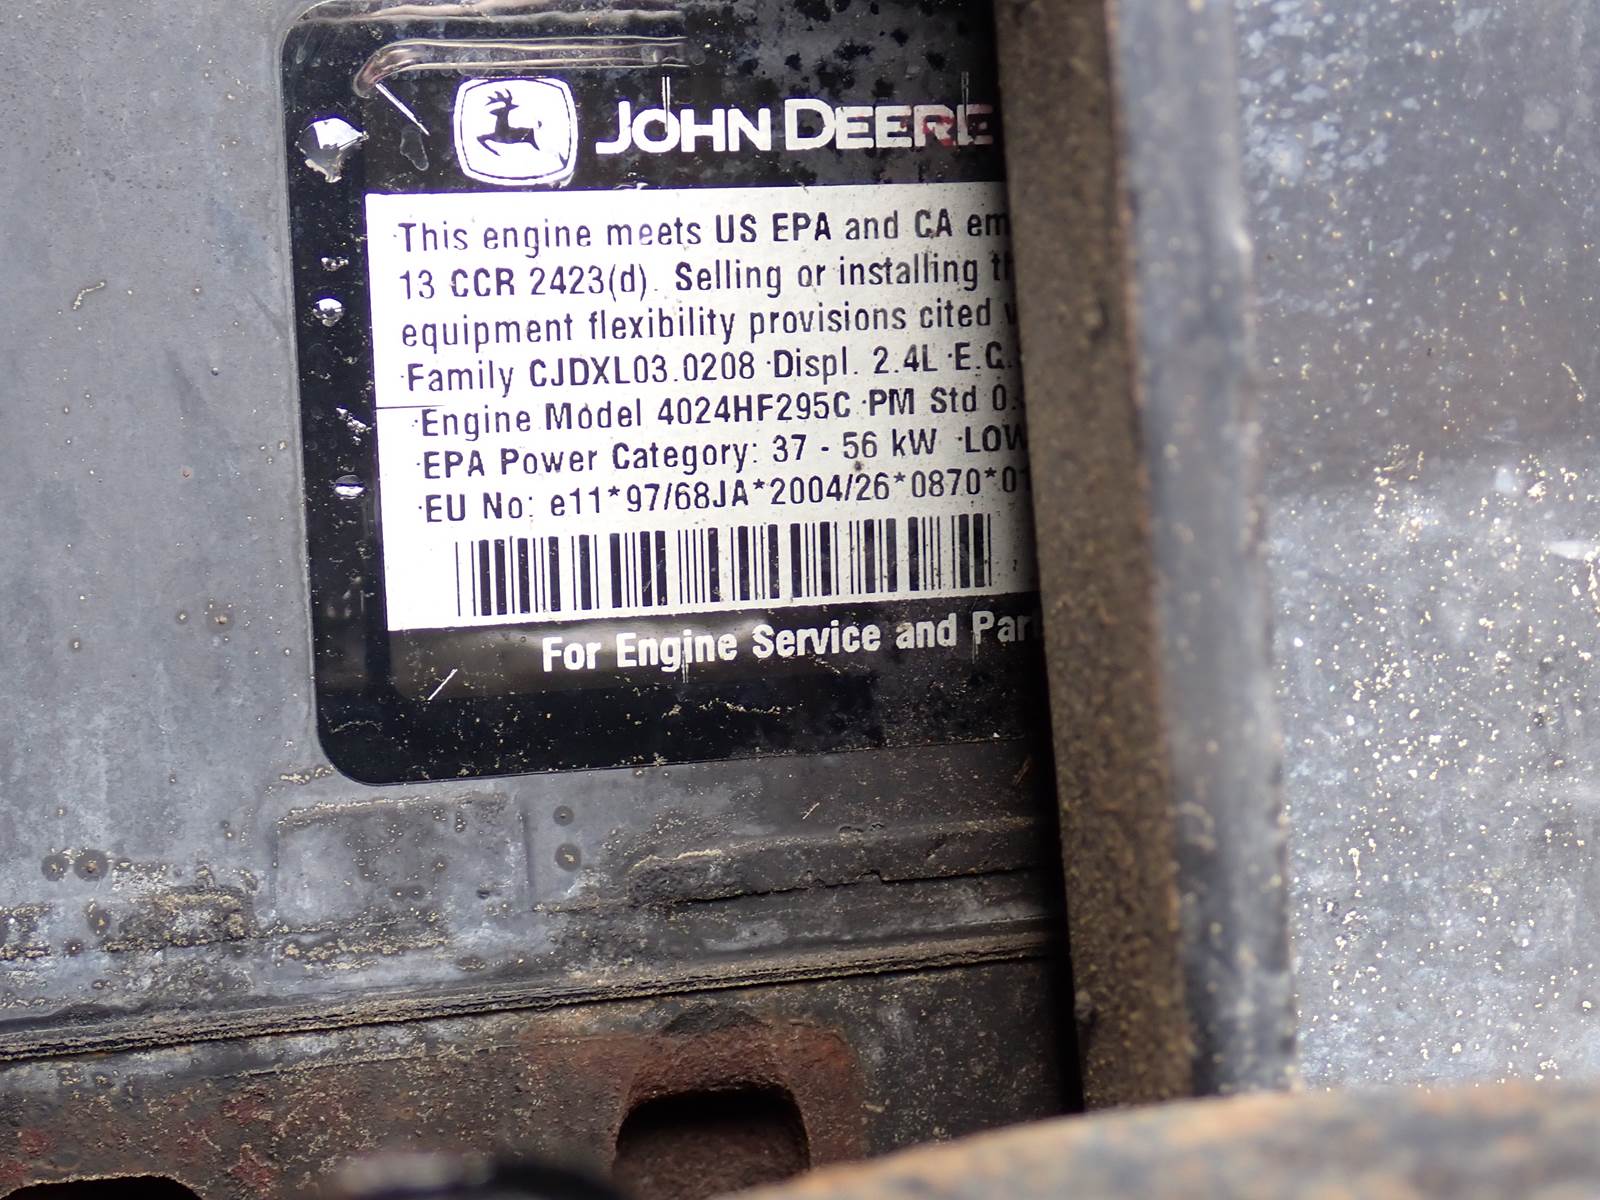 JOHN DEERE
·This engine meets US EPA and CA em
13 CCR 2423(d). Selling or installing th
equipment flexibility provisions cited
·Family CJDXL03.0208 ·Displ. 2.4L ·E.C.
·Engine Model 4024HF295C ·PM Std 0.
·EPA Power Category: 37 - 56 kW ·LOW
·EU No: e11*97/68JA*2004/26*0870*01
For Engine Service and Part